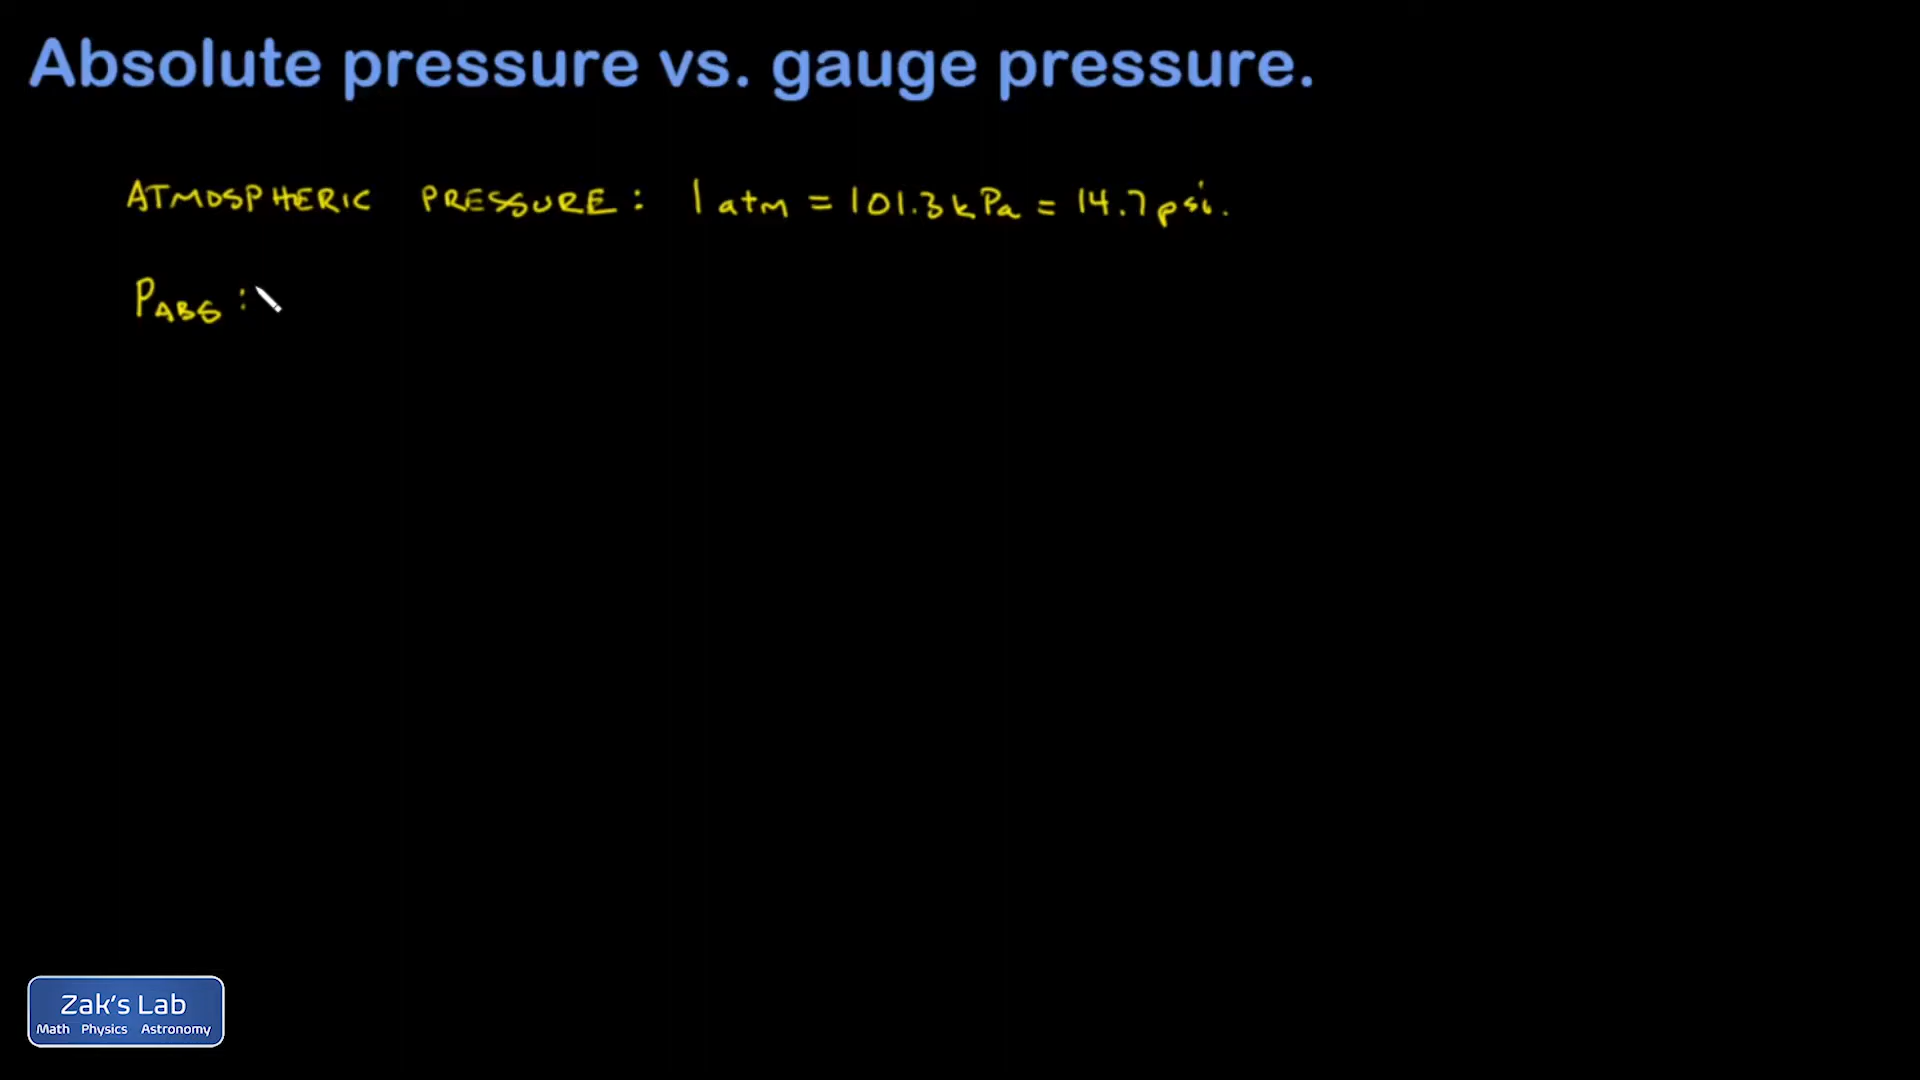 Absolute pressure vs. gauge pressure.
ATMOSPHERIC PRESSURE: 1 atm = 101.3 kPa = 14.7 psi.
PABS :
Zak's Lab
Math Physics Astronomy